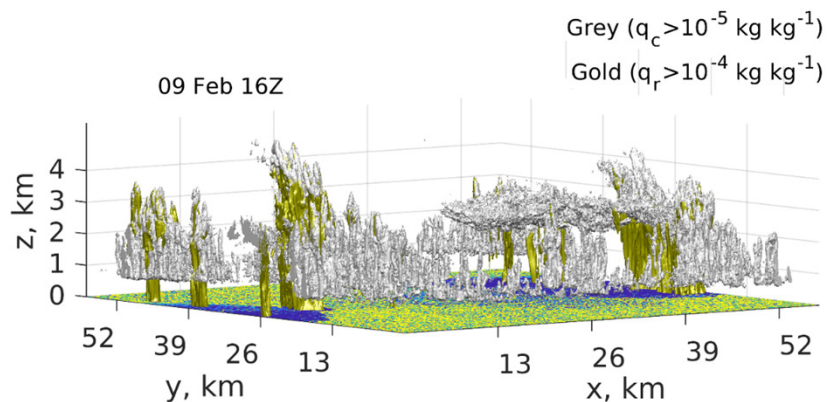 Grey (q_c>10^-5 kg kg^-1)
Gold (q_r>10^-4 kg kg^-1)
09 Feb 16Z
z, km
4
3
2
1
0
52
39
26
13
y, km
13
26
39
52
x, km